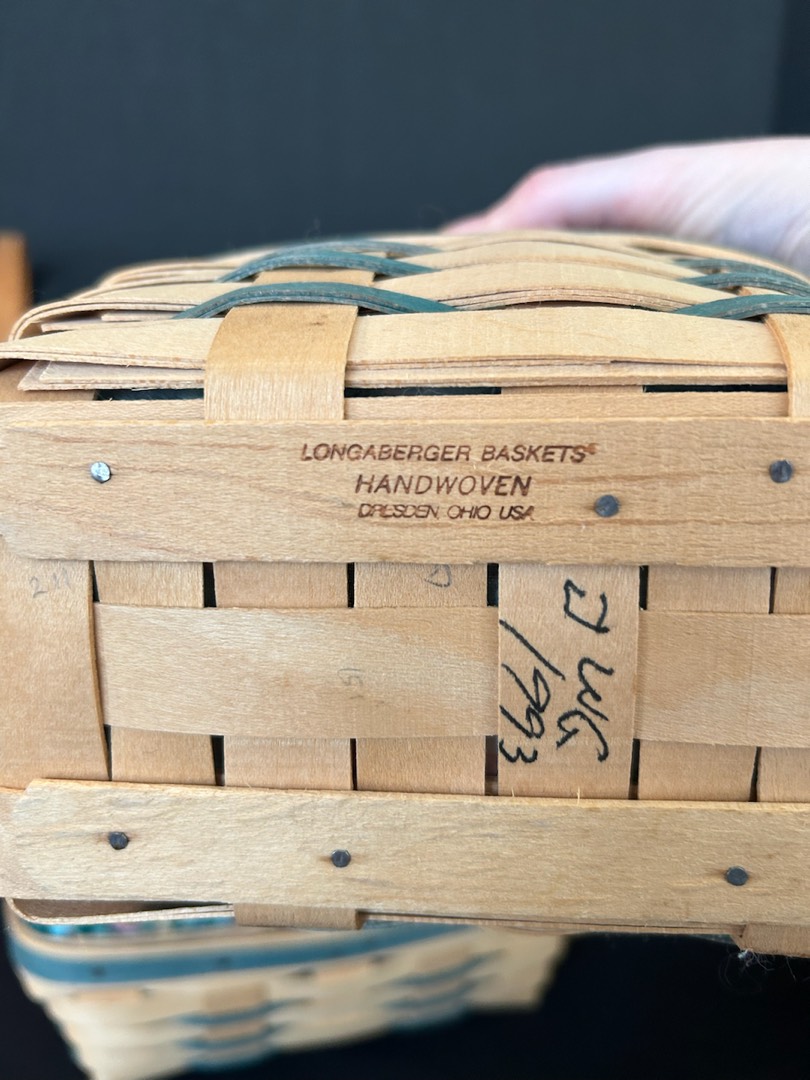 LONGABERGER BASKETS®
HANDWOVEN
DRESDEN, OHIO USA
J WG
1993